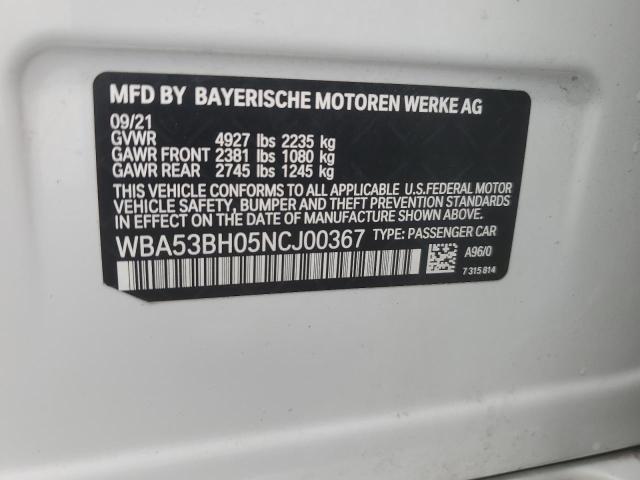 MFD BY BAYERISCHE MOTOREN WERKE AG
09/21
GVWR 4927 lbs 2235 kg
GAWR FRONT 2381 lbs 1080 kg
GAWR REAR 2745 lbs 1245 kg
THIS VEHICLE CONFORMS TO ALL APPLICABLE U.S.FEDERAL MOTOR
VEHICLE SAFETY, BUMPER AND THEFT PREVENTION STANDARDS
IN EFFECT ON THE DATE OF MANUFACTURE SHOWN ABOVE.
WBA53BH05NCJ00367 TYPE: PASSENGER CAR
A96/0
7 315 814